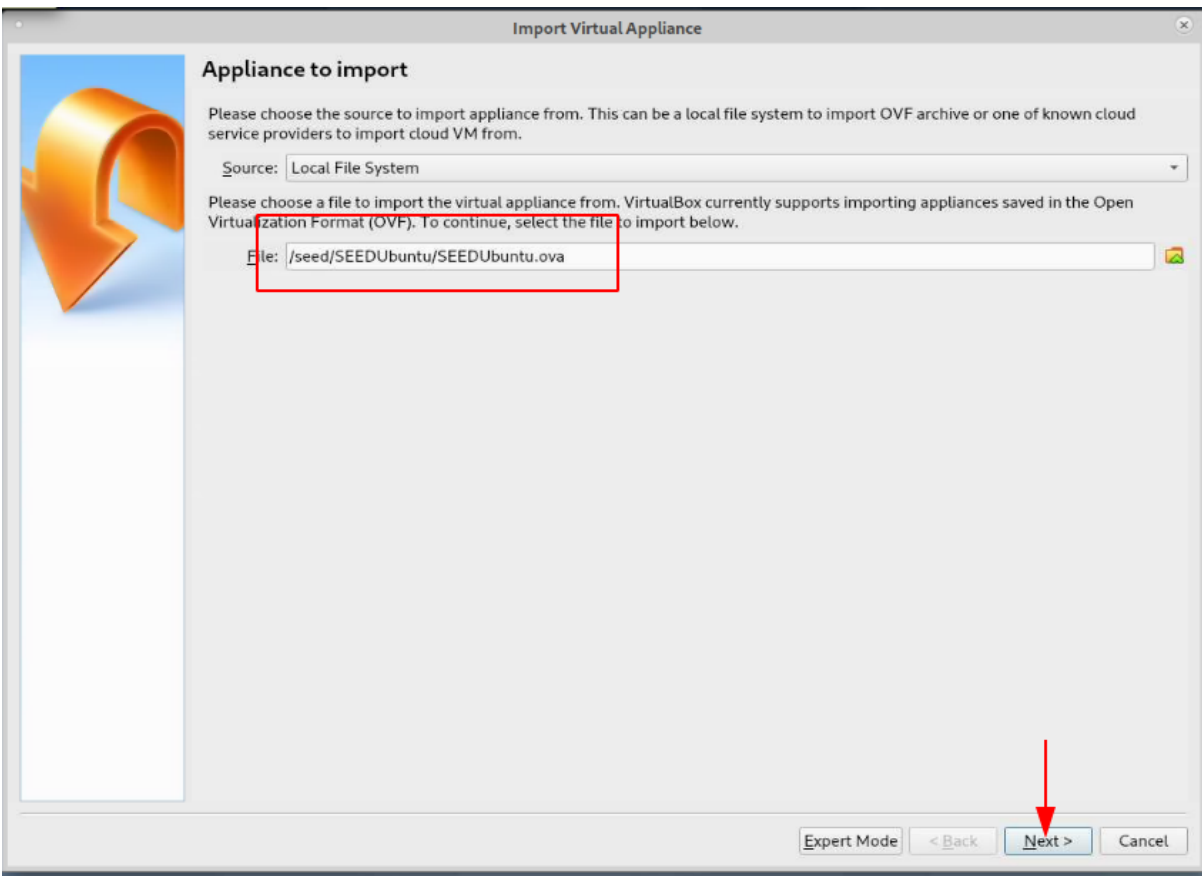 Import Virtual Appliance
Appliance to import
Please choose the source to import appliance from. This can be a local file system to import OVF archive or one of known cloud
service providers to import cloud VM from.
Source: Local File System
Please choose a file to import the virtual appliance from. VirtualBox currently supports importing appliances saved in the Open
Virtualization Format (OVF). To continue, select the file to import below.
File: /seed/SEEDUbuntu/SEEDUbuntu.ova
Expert Mode < Back Next > Cancel